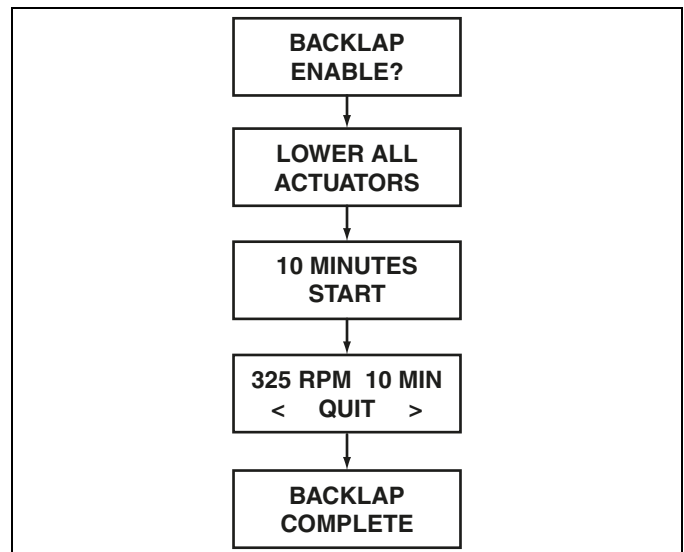 BACKLAP
ENABLE?
LOWER ALL
ACTUATORS
10 MINUTES
START
325 RPM 10 MIN
< QUIT >
BACKLAP
COMPLETE